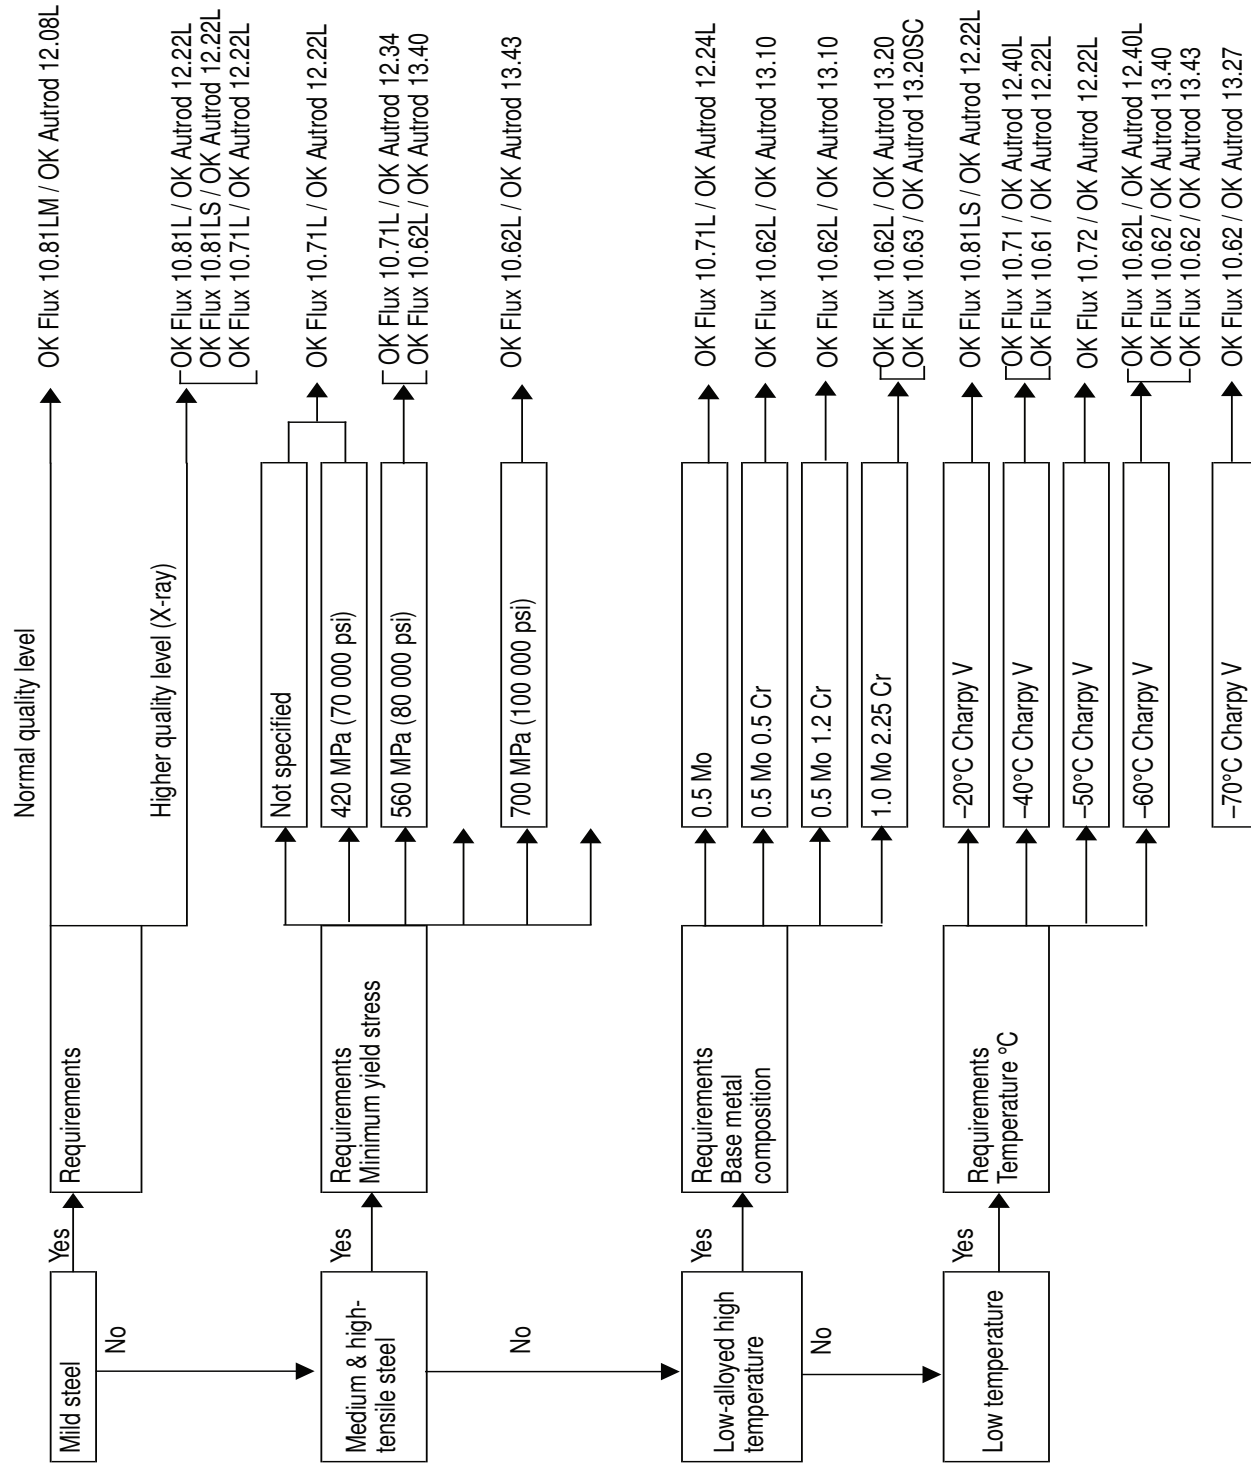 Mild steel
Yes
No
Requirements
Normal quality level
OK Flux 10.81LM / OK Autrod 12.08L
Higher quality level (X-ray)
OK Flux 10.81L / OK Autrod 12.22L
OK Flux 10.81LS / OK Autrod 12.22L
OK Flux 10.71L / OK Autrod 12.22L
Medium & high-
tensile steel
Yes
No
Requirements
Minimum yield stress
Not specified
420 MPa (70 000 psi)
OK Flux 10.71L / OK Autrod 12.22L
560 MPa (80 000 psi)
OK Flux 10.71L / OK Autrod 12.34
OK Flux 10.62L / OK Autrod 13.40
700 MPa (100 000 psi)
OK Flux 10.62L / OK Autrod 13.43
Low-alloyed high
temperature
Yes
No
Requirements
Base metal
composition
0.5 Mo
OK Flux 10.71L / OK Autrod 12.24L
0.5 Mo 0.5 Cr
OK Flux 10.62L / OK Autrod 13.10
0.5 Mo 1.2 Cr
OK Flux 10.62L / OK Autrod 13.10
1.0 Mo 2.25 Cr
OK Flux 10.62L / OK Autrod 13.20
OK Flux 10.63 / OK Autrod 13.20SC
Low temperature
Yes
Requirements
Temperature °C
–20°C Charpy V
OK Flux 10.81LS / OK Autrod 12.22L
–40°C Charpy V
OK Flux 10.71 / OK Autrod 12.40L
OK Flux 10.61 / OK Autrod 12.22L
–50°C Charpy V
OK Flux 10.72 / OK Autrod 12.22L
–60°C Charpy V
OK Flux 10.62L / OK Autrod 12.40L
OK Flux 10.62 / OK Autrod 13.40
OK Flux 10.62 / OK Autrod 13.43
–70°C Charpy V
OK Flux 10.62 / OK Autrod 13.27